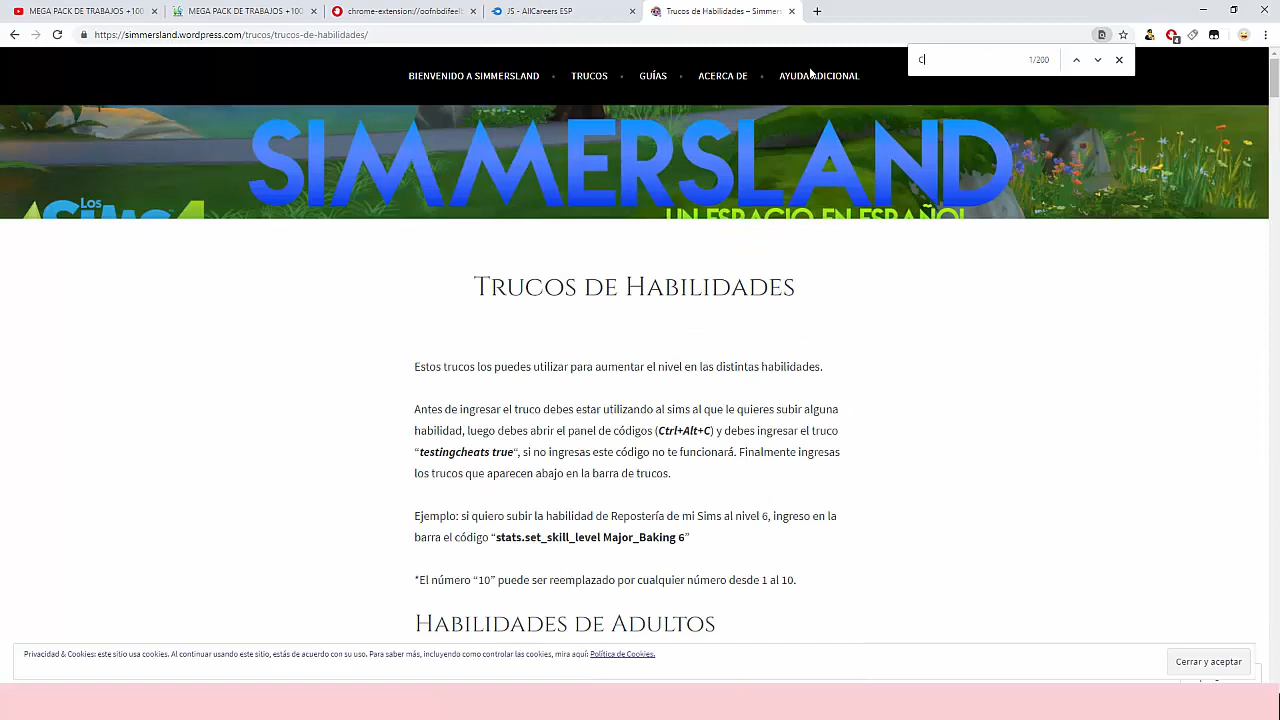 MEGA PACK DE TRABAJOS +100
MEGA PACK DE TRABAJOS +100
chrome-extension://oofnbdifeel
JS - AllCareers ESP
Trucos de Habilidades – Simmers
https://simmersland.wordpress.com/trucos/trucos-de-habilidades/
C
1/200
BIENVENIDO A SIMMERSLAND
TRUCOS
GUÍAS
ACERCA DE
AYUDA ADICIONAL
SIMMERSLAND
LOS SIMS 4
UN ESPACIO EN ESPAÑOL
TRUCOS DE HABILIDADES
Estos trucos los puedes utilizar para aumentar el nivel en las distintas habilidades.
Antes de ingresar el truco debes estar utilizando al sims al que le quieres subir alguna
habilidad, luego debes abrir el panel de códigos (Ctrl+Alt+C) y debes ingresar el truco
“testingcheats true“, si no ingresas este código no te funcionará. Finalmente ingresas
los trucos que aparecen abajo en la barra de trucos.
Ejemplo: si quiero subir la habilidad de Repostería de mi Sims al nivel 6, ingreso en la
barra el código “stats.set_skill_level Major_Baking 6”
*El número “10” puede ser reemplazado por cualquier número desde 1 al 10.
HABILIDADES DE ADULTOS
Privacidad & Cookies: este sitio usa cookies. Al continuar usando este sitio, estás de acuerdo con su uso. Para saber más, incluyendo como controlar las cookies, mira aquí: Política de Cookies.
Cerrar y aceptar